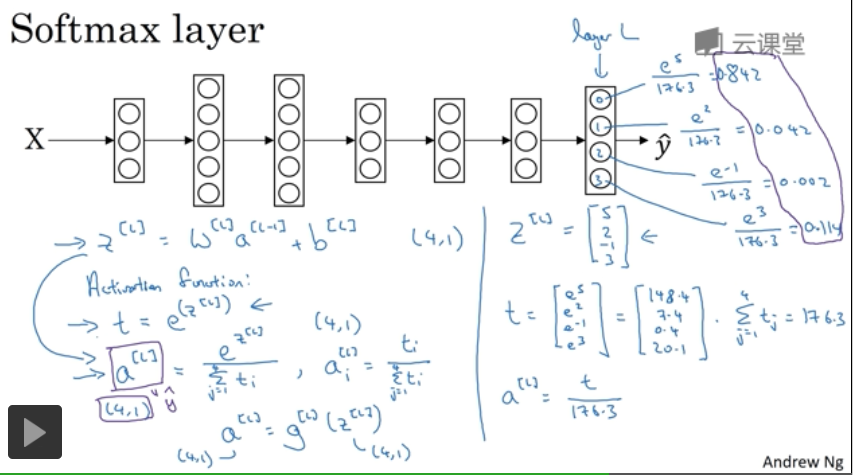 Softmax layer
layer L
云课堂
X
0
1
2
3
ŷ
e^5/176.3 = 0.842
e^2/176.3 = 0.042
e^-1/176.3 = 0.002
e^3/176.3 = 0.114
→ z^[L] = W^[L] a^[L-1] + b^[L] (4,1)
Activation function:
→ t = e^(z^[L]) ← (4,1)
→ a^[L] = e^z^[L] / ∑_{j=1}^4 t_i , a_i^[L] = t_i / ∑_{j=1}^4 t_i
(4,1) " ŷ
a^[L] = g^[L] (z^[L])
(4,1) (4,1)
z^[L] = [5 2 -1 3] ←
t = [e^5 e^2 e^-1 e^3] = [148.4 7.4 0.4 20.1] . ∑_{j=1}^4 t_j = 176.3
a^[L] = t/176.3
Andrew Ng